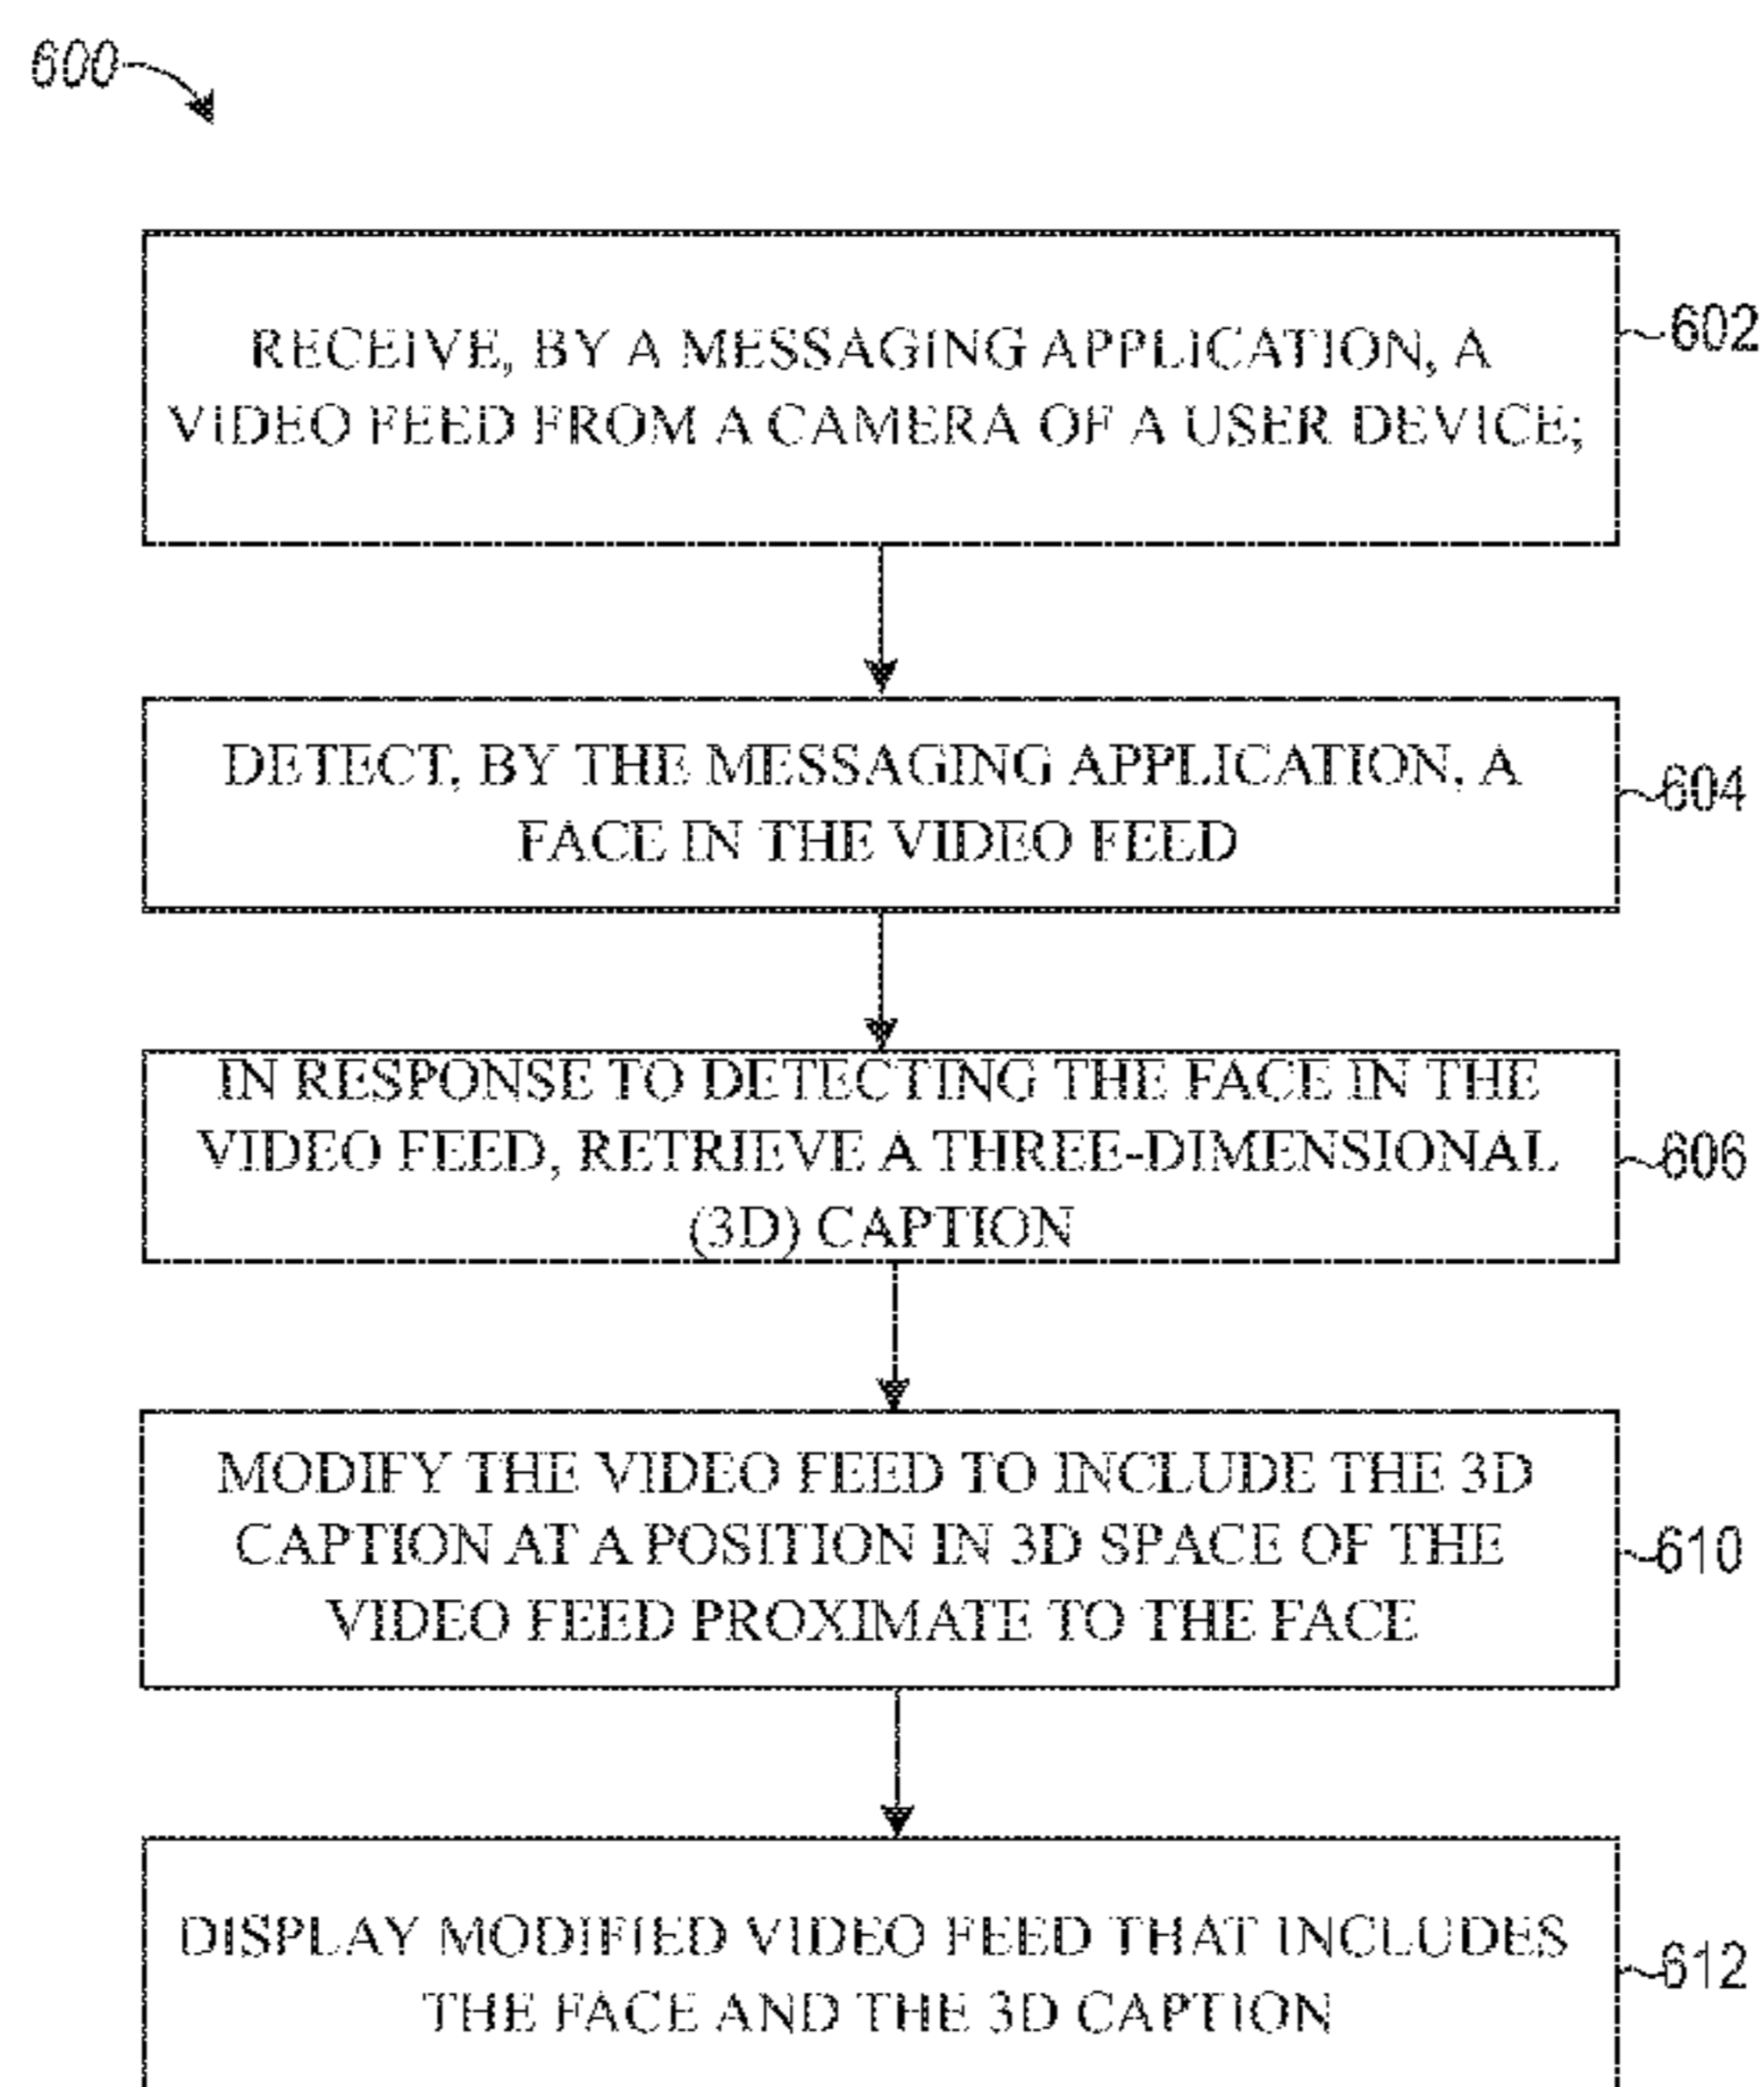 600
RECEIVE, BY A MESSAGING APPLICATION, A
VIDEO FEED FROM A CAMERA OF A USER DEVICE;
602
DETECT, BY THE MESSAGING APPLICATION, A
FACE IN THE VIDEO FEED
604
IN RESPONSE TO DETECTING THE FACE IN THE
VIDEO FEED, RETRIEVE A THREE-DIMENSIONAL
(3D) CAPTION
606
MODIFY THE VIDEO FEED TO INCLUDE THE 3D
CAPTION AT A POSITION IN 3D SPACE OF THE
VIDEO FEED PROXIMATE TO THE FACE
610
DISPLAY MODIFIED VIDEO FEED THAT INCLUDES
THE FACE AND THE 3D CAPTION
612